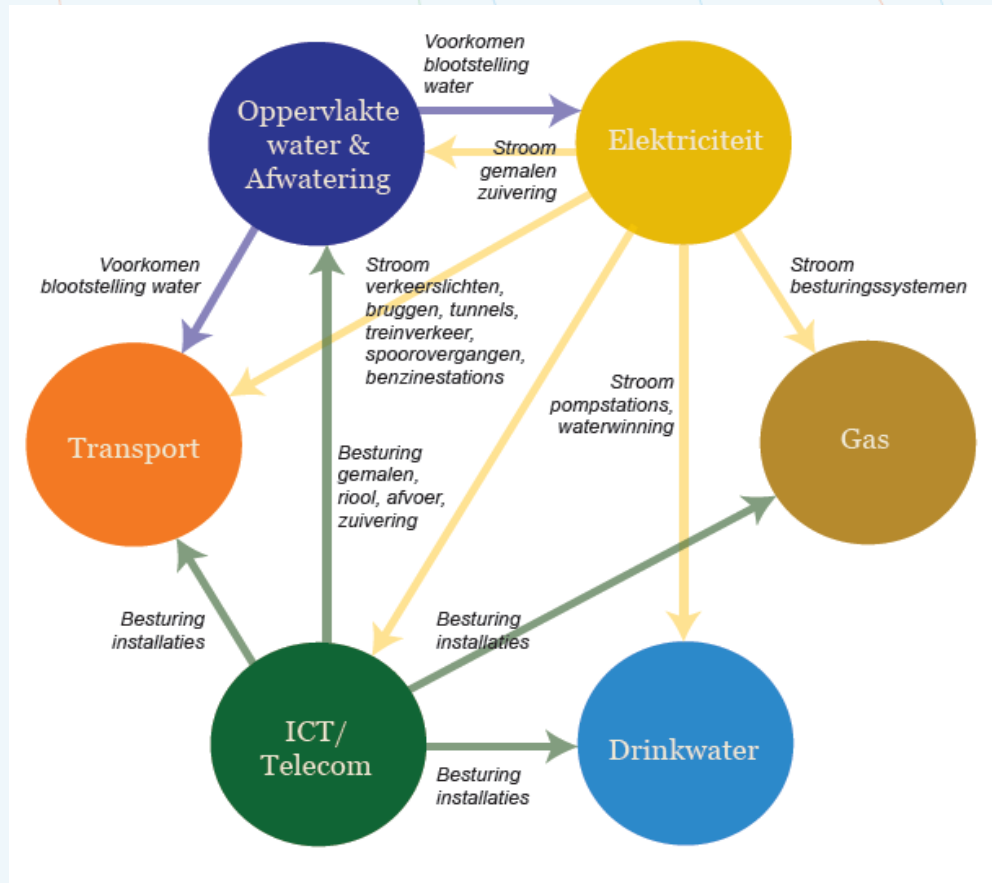 Voorkomen
blootstelling
water
Oppervlakte
water &
Afwatering
Elektriciteit
Stroom
gemalen
zuivering
Voorkomen
blootstelling water
Stroom
verkeerslichten,
bruggen, tunnels,
treinverkeer,
spoorovergangen,
benzinestations
Stroom
besturingssystemen
Stroom
pompstations,
waterwinning
Transport
Gas
Besturing
gemalen,
riool, afvoer,
zuivering
Besturing
installaties
Besturing
installaties
ICT/
Telecom
Drinkwater
Besturing
installaties